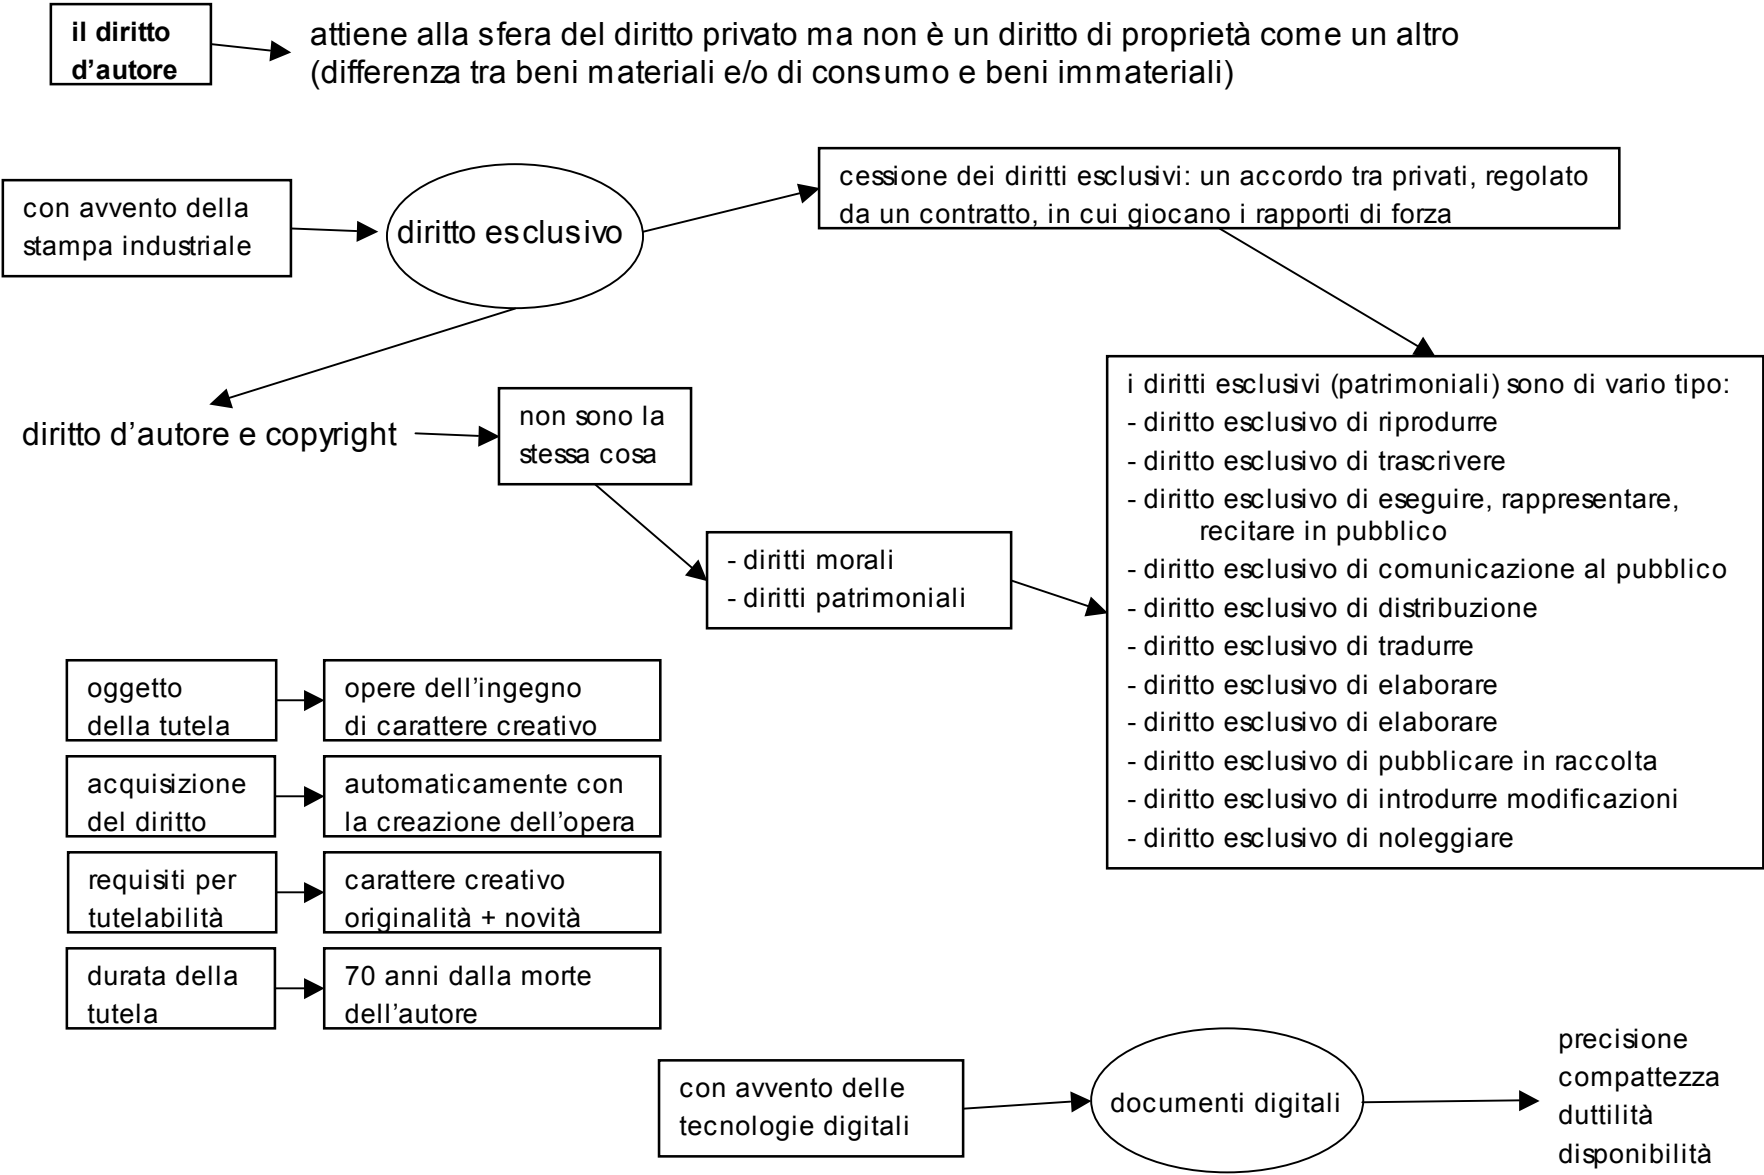 il diritto
d’autore
attiene alla sfera del diritto privato ma non è un diritto di proprietà come un altro
(differenza tra beni materiali e/o di consumo e beni immateriali)
con avvento della
stampa industriale
diritto esclusivo
cessione dei diritti esclusivi: un accordo tra privati, regolato
da un contratto, in cui giocano i rapporti di forza
diritto d’autore e copyright
non sono la
stessa cosa
- diritti morali
- diritti patrimoniali
i diritti esclusivi (patrimoniali) sono di vario tipo:
- diritto esclusivo di riprodurre
- diritto esclusivo di trascrivere
- diritto esclusivo di eseguire, rappresentare,
recitare in pubblico
- diritto esclusivo di comunicazione al pubblico
- diritto esclusivo di distribuzione
- diritto esclusivo di tradurre
- diritto esclusivo di elaborare
- diritto esclusivo di elaborare
- diritto esclusivo di pubblicare in raccolta
- diritto esclusivo di introdurre modificazioni
- diritto esclusivo di noleggiare
oggetto
della tutela
opere dell’ingegno
di carattere creativo
acquisizione
del diritto
automaticamente con
la creazione dell’opera
requisiti per
tutelabilità
carattere creativo
originalità + novità
durata della
tutela
70 anni dalla morte
dell’autore
con avvento delle
tecnologie digitali
documenti digitali
precisione
compattezza
duttilità
disponibilità